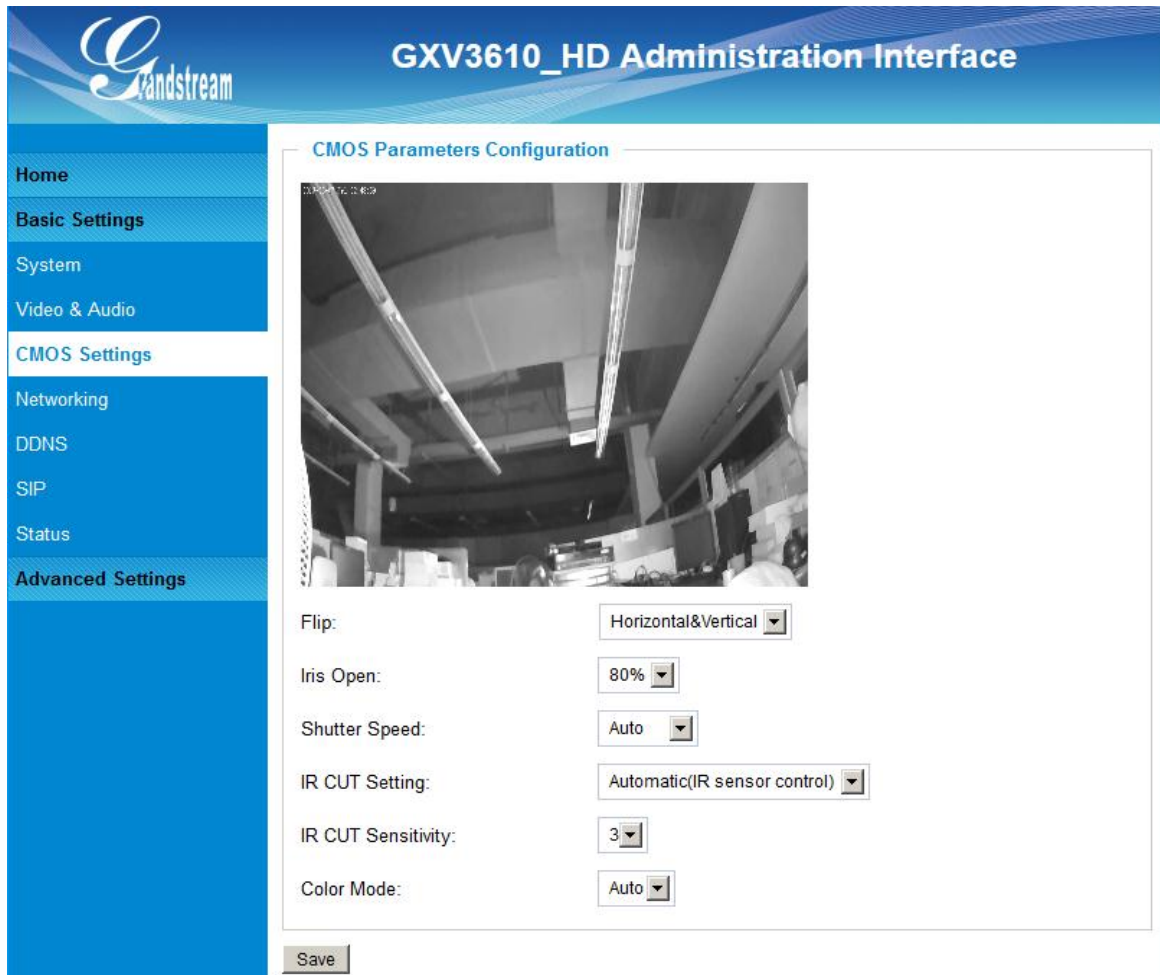 Grandstream
GXV3610_HD Administration Interface
Home
Basic Settings
System
Video & Audio
CMOS Settings
Networking
DDNS
SIP
Status
Advanced Settings
CMOS Parameters Configuration
Flip: Horizontal&Vertical
Iris Open: 80%
Shutter Speed: Auto
IR CUT Setting: Automatic(IR sensor control)
IR CUT Sensitivity: 3
Color Mode: Auto
Save